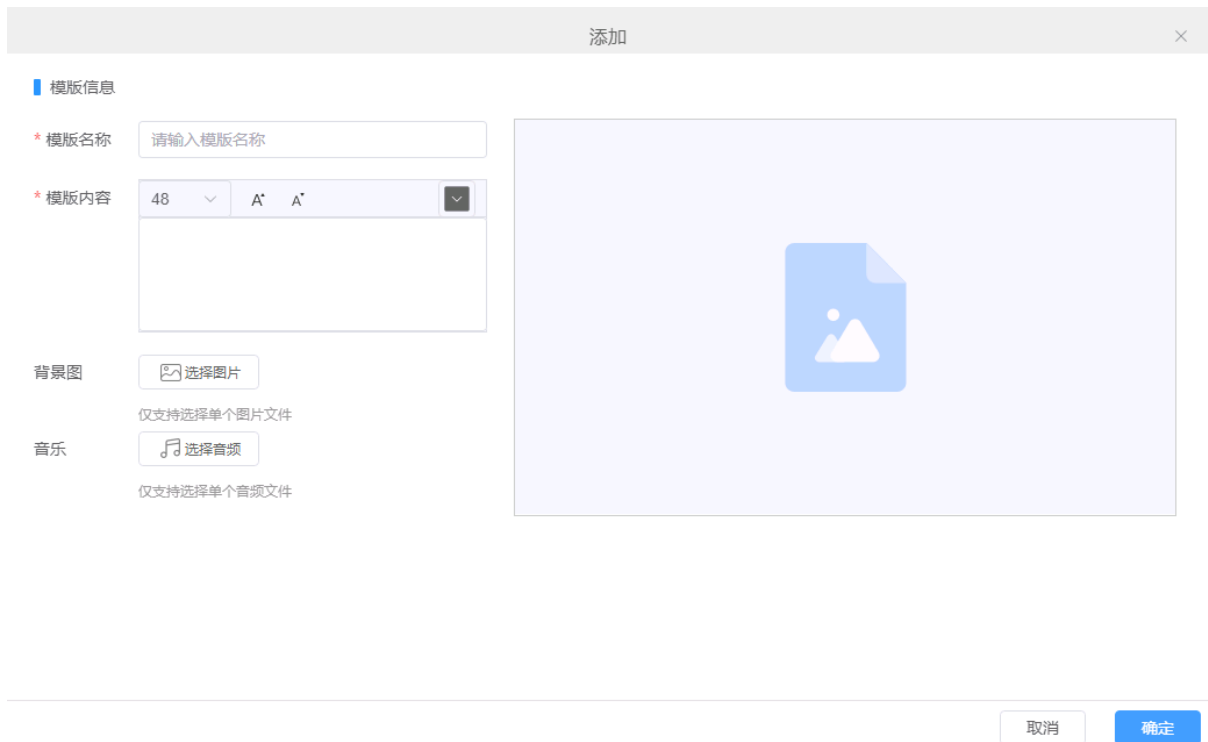 添加
模版信息
* 模版名称 请输入模版名称
* 模版内容 48 A A
背景图 选择图片
仅支持选择单个图片文件
音乐 选择音频
仅支持选择单个音频文件
取消 确定